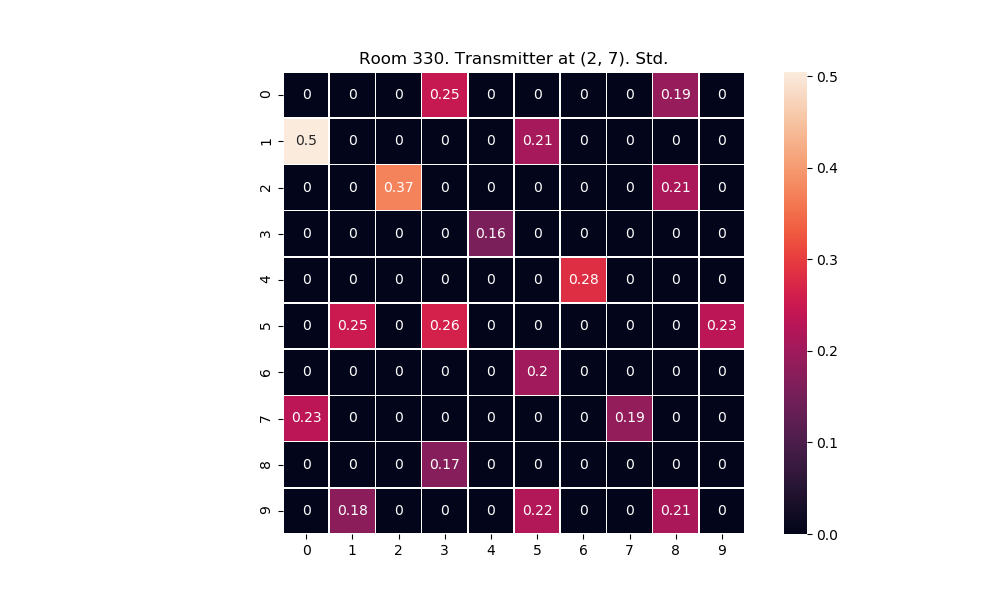 Room 330. Transmitter at (2, 7). Std.
0 0 0 0 0.25 0 0 0 0 0.19 0
1 0.5 0 0 0 0 0.21 0 0 0 0
2 0 0 0.37 0 0 0 0 0 0.21 0
3 0 0 0 0 0.16 0 0 0 0 0
4 0 0 0 0 0 0 0.28 0 0 0
5 0 0.25 0 0.26 0 0 0 0 0 0.23
6 0 0 0 0 0 0.2 0 0 0 0
7 0.23 0 0 0 0 0 0 0.19 0 0
8 0 0 0 0.17 0 0 0 0 0 0
9 0 0.18 0 0 0 0.22 0 0 0.21 0
0 1 2 3 4 5 6 7 8 9
0.5
0.4
0.3
0.2
0.1
0.0